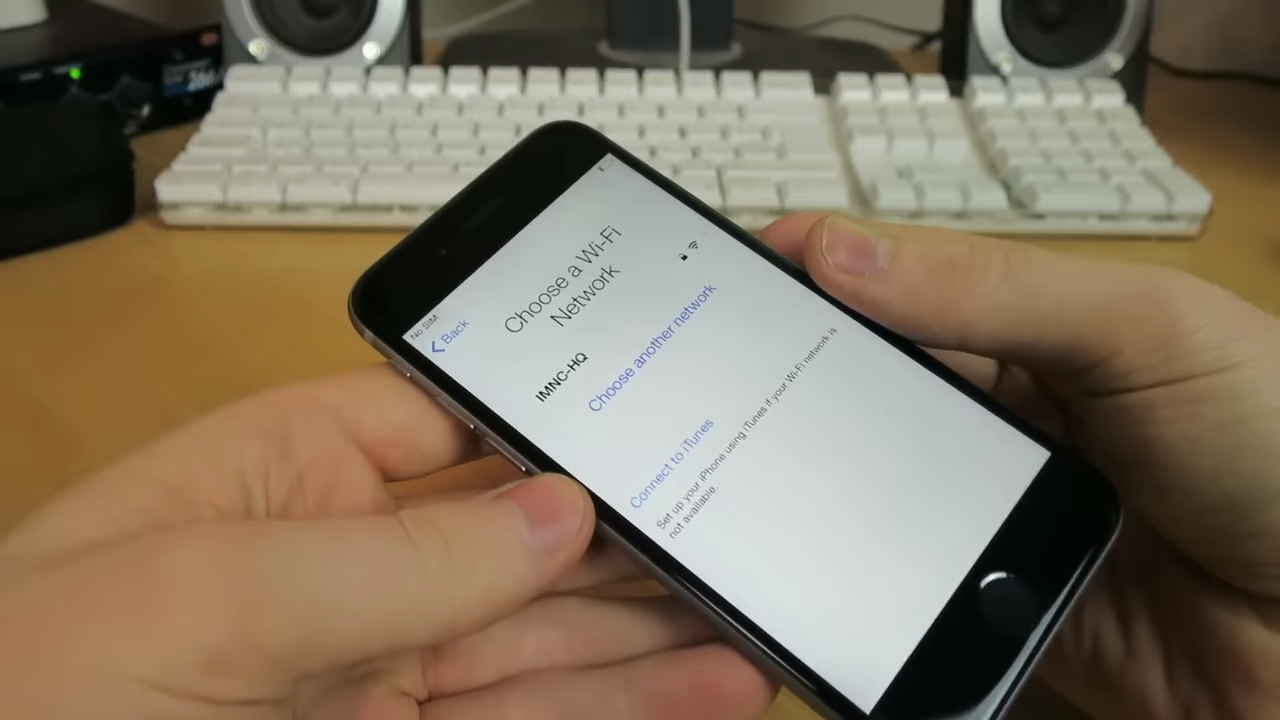 No SIM
Back
Choose a Wi-Fi
Network
IMNC-HQ
Choose another network
Connect to iTunes
Set up your iPhone using iTunes if your Wi-Fi network is
not available.